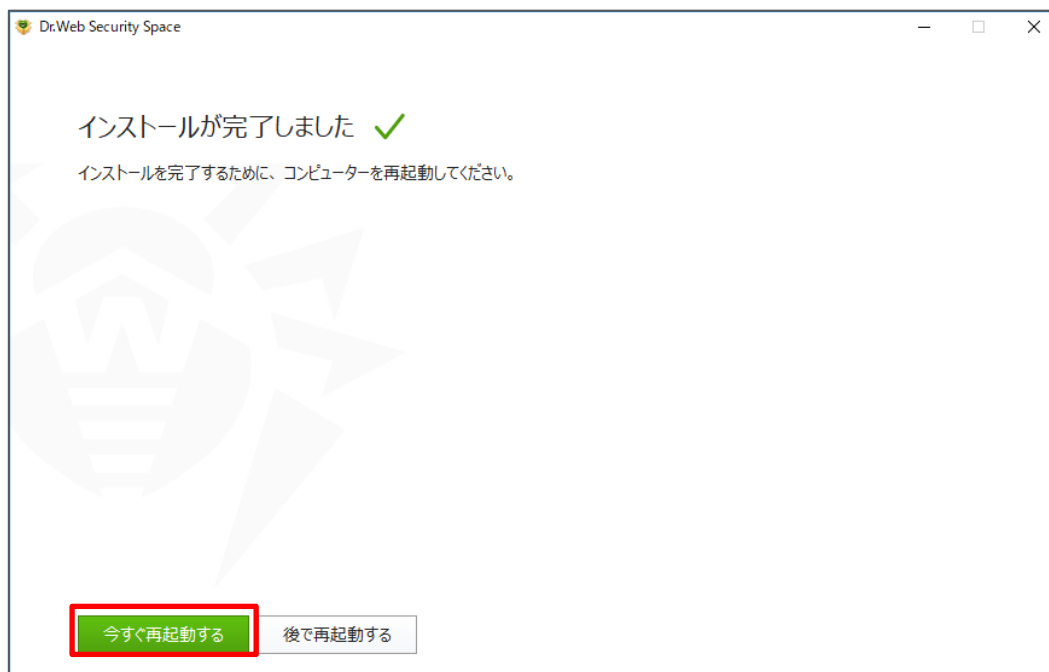 Dr.Web Security Space
インストールが完了しました
インストールを完了するために、コンピューターを再起動してください。
今すぐ再起動する
後で再起動する